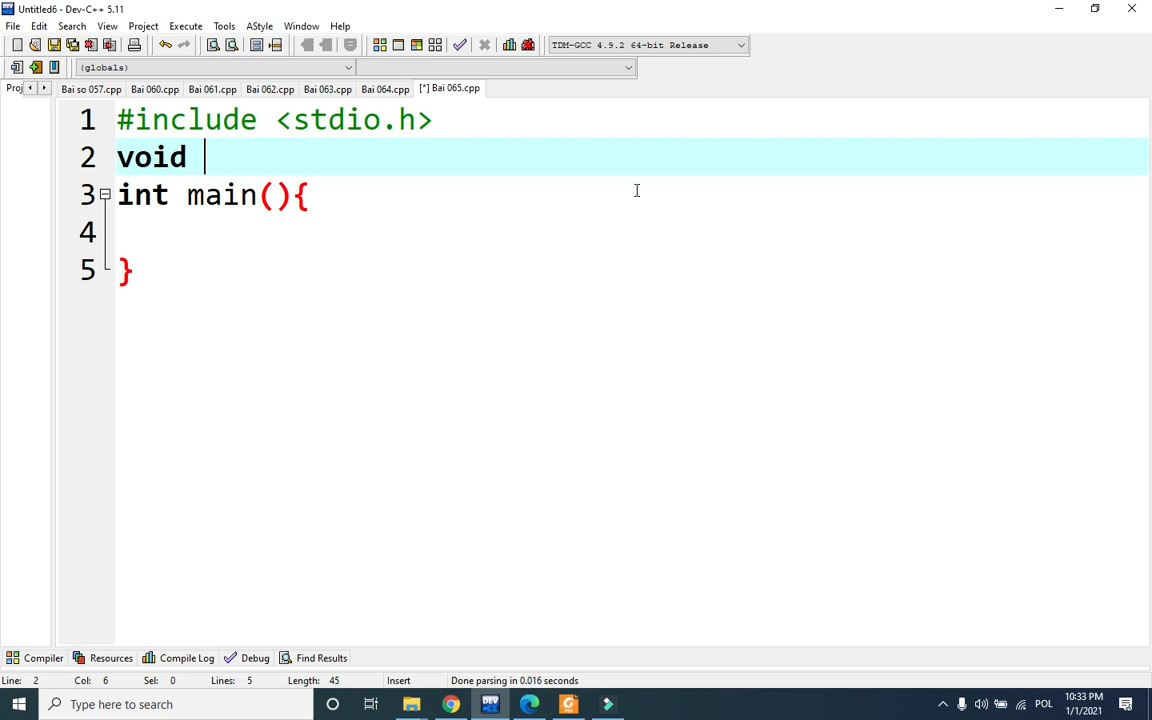 Untitled6 - Dev-C++ 5.11
File Edit Search View Project Execute Tools AStyle Window Help
TDM-GCC 4.9.2 64-bit Release
(globals)
Proj Bai so 057.cpp Bai 060.cpp Bai 061.cpp Bai 062.cpp Bai 063.cpp Bai 064.cpp [*] Bai 065.cpp
1 #include <stdio.h>
2 void
3 int main(){
4
5 }
Compiler Resources Compile Log Debug Find Results
Line: 2 Col: 6 Sel: 0 Lines: 5 Length: 45 Insert Done parsing in 0.016 seconds
Type here to search DEV POL 10:33 PM
1/1/2021